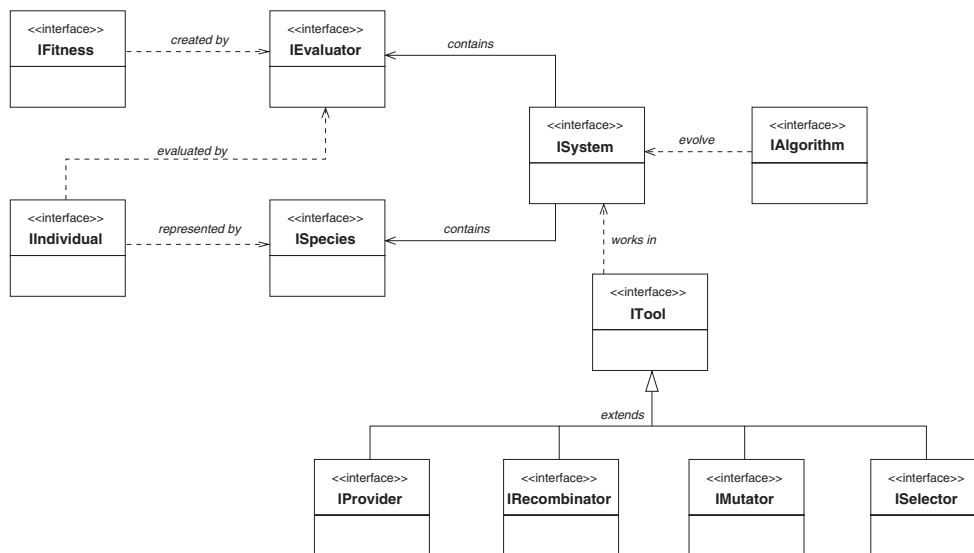 <<interface>>
IFitness
created by
<<interface>>
IEvaluator
contains
<<interface>>
ISystem
evolve
<<interface>>
IAlgorithm
evaluated by
<<interface>>
IIndividual
represented by
<<interface>>
ISpecies
contains
works in
<<interface>>
ITool
extends
<<interface>>
IProvider
<<interface>>
IRecombinator
<<interface>>
IMutator
<<interface>>
ISelector